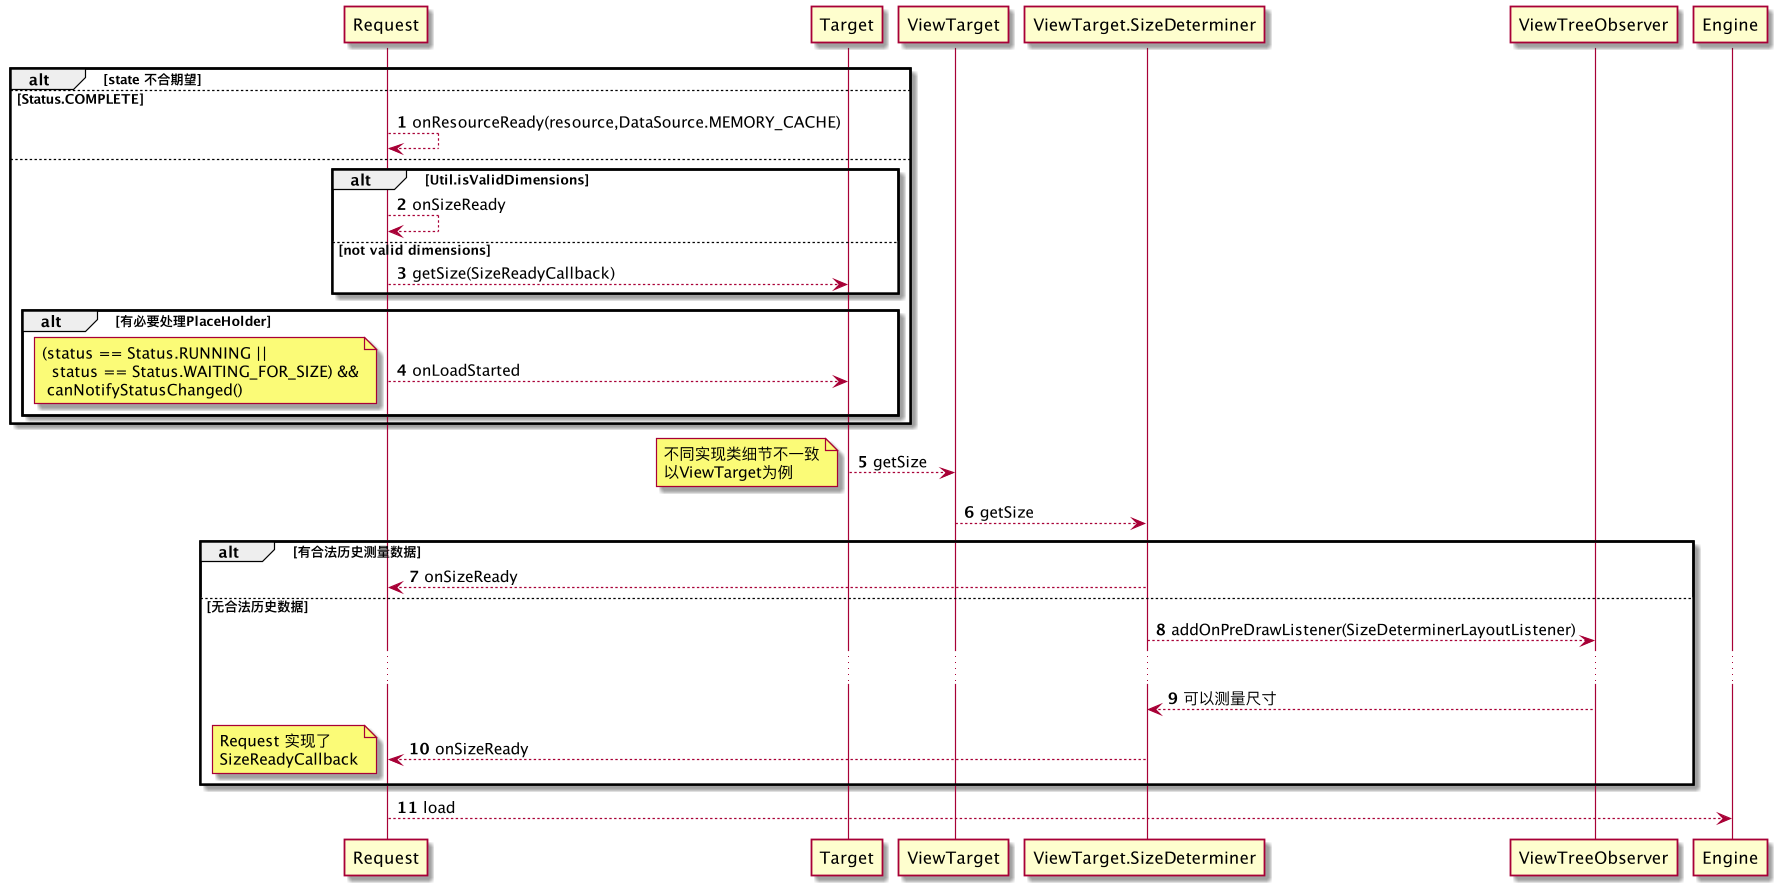 Request
Target
ViewTarget
ViewTarget.SizeDeterminer
ViewTreeObserver
Engine
alt [state 不合期望]
[Status.COMPLETE]
1 onResourceReady(resource,DataSource.MEMORY_CACHE)
alt [Util.isValidDimensions]
2 onSizeReady
[not valid dimensions]
3 getSize(SizeReadyCallback)
alt [有必要处理PlaceHolder]
(status == Status.RUNNING ||
status == Status.WAITING_FOR_SIZE) &&
canNotifyStatusChanged()
4 onLoadStarted
不同实现类细节不一致
以ViewTarget为例
5 getSize
6 getSize
alt [有合法历史测量数据]
7 onSizeReady
[无合法历史数据]
8 addOnPreDrawListener(SizeDeterminerLayoutListener)
9 可以测量尺寸
Request 实现了
SizeReadyCallback
10 onSizeReady
11 load
Request
Target
ViewTarget
ViewTarget.SizeDeterminer
ViewTreeObserver
Engine